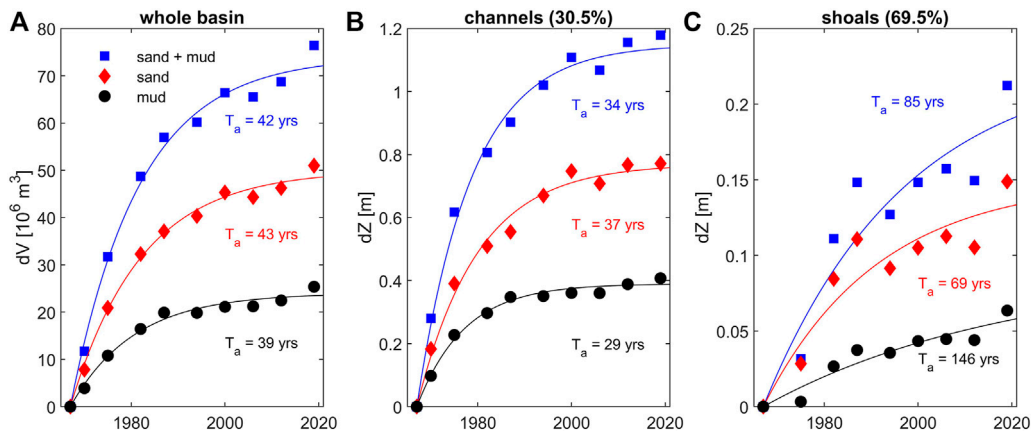 A whole basin
80
70
60
50
40
30
20
10
0
dV [10⁶ m³]
sand + mud
sand
mud
Tₐ = 42 yrs
Tₐ = 43 yrs
Tₐ = 39 yrs
1980 2000 2020
B channels (30.5%)
1.2
1
0.8
0.6
0.4
0.2
0
dZ [m]
Tₐ = 34 yrs
Tₐ = 37 yrs
Tₐ = 29 yrs
1980 2000 2020
C shoals (69.5%)
0.25
0.2
0.15
0.1
0.05
0
dZ [m]
Tₐ = 85 yrs
Tₐ = 69 yrs
Tₐ = 146 yrs
1980 2000 2020